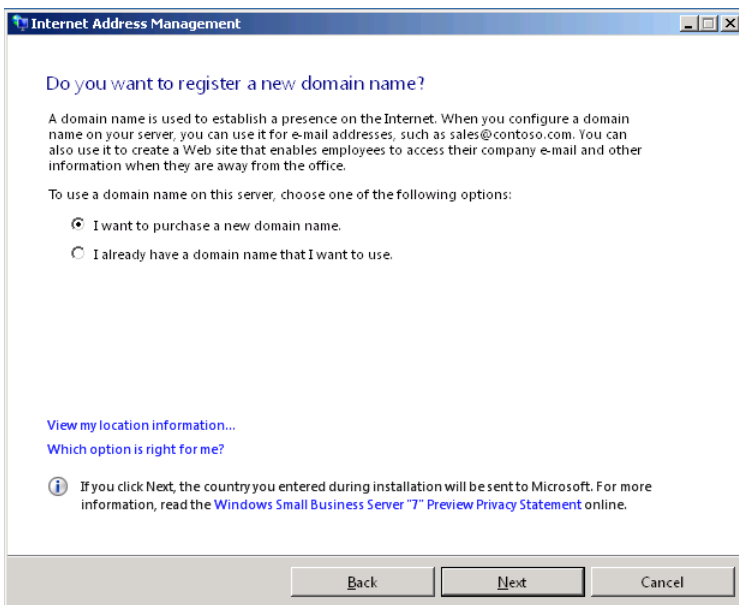 Internet Address Management
Do you want to register a new domain name?
A domain name is used to establish a presence on the Internet. When you configure a domain
name on your server, you can use it for e-mail addresses, such as sales@contoso.com. You can
also use it to create a Web site that enables employees to access their company e-mail and other
information when they are away from the office.
To use a domain name on this server, choose one of the following options:
I want to purchase a new domain name.
I already have a domain name that I want to use.
View my location information...
Which option is right for me?
If you click Next, the country you entered during installation will be sent to Microsoft. For more
information, read the Windows Small Business Server "7" Preview Privacy Statement online.
Back Next Cancel